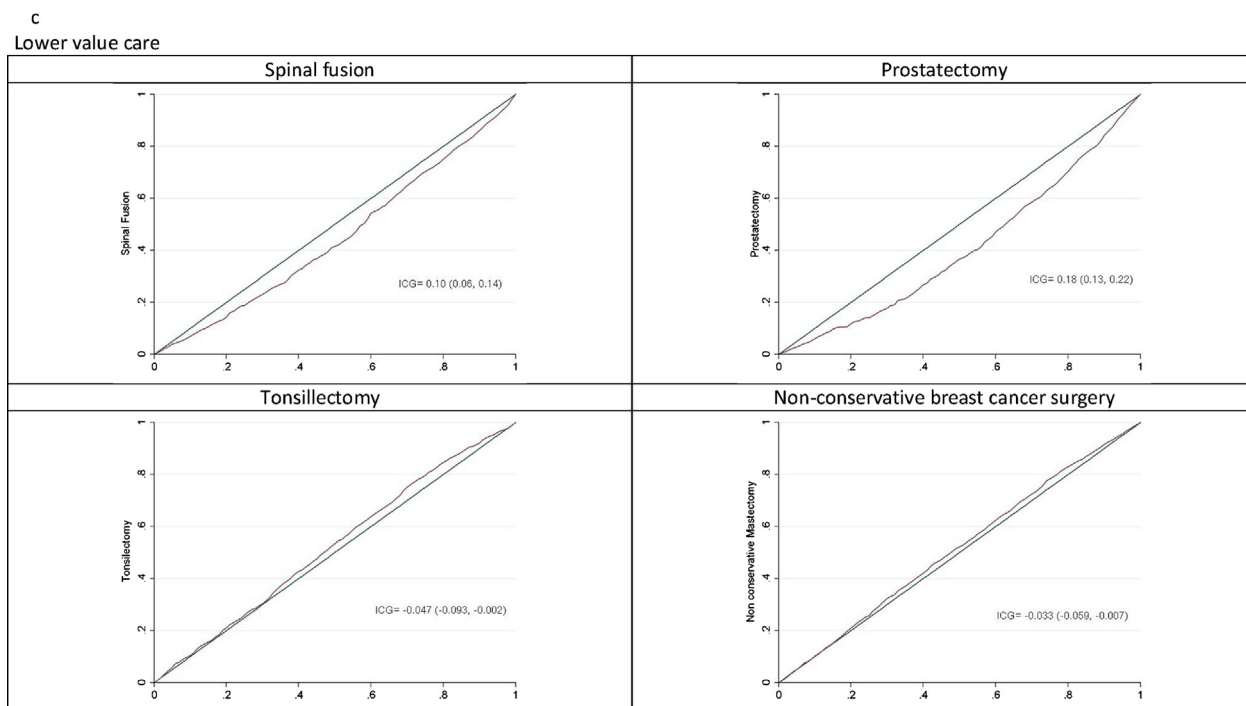 c
Lower value care
Spinal fusion
Prostatectomy
Spinal Fusion
1
.8
.6
.4
.2
0
ICG= 0.10 (0.06, 0.14)
0 .2 .4 .6 .8 1
Prostatectomy
1
.8
.6
.4
.2
0
ICG= 0.18 (0.13, 0.22)
0 .2 .4 .6 .8 1
Tonsillectomy
Non-conservative breast cancer surgery
Tonsilectomy
1
.8
.6
.4
.2
0
ICG= -0.047 (-0.093, -0.002)
0 .2 .4 .6 .8 1
Non conservative Mastectomy
1
.8
.6
.4
.2
0
ICG= -0.033 (-0.059, -0.007)
0 .2 .4 .6 .8 1